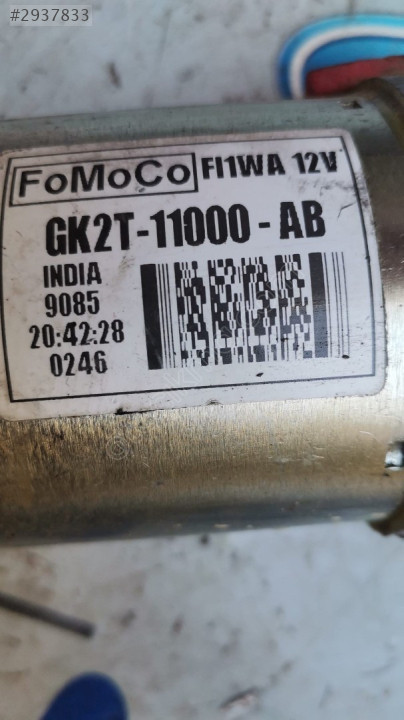 #2937833
FoMoCo FI1WA 12V
GK2T-11000-AB
INDIA
9085
20:42:28
0246